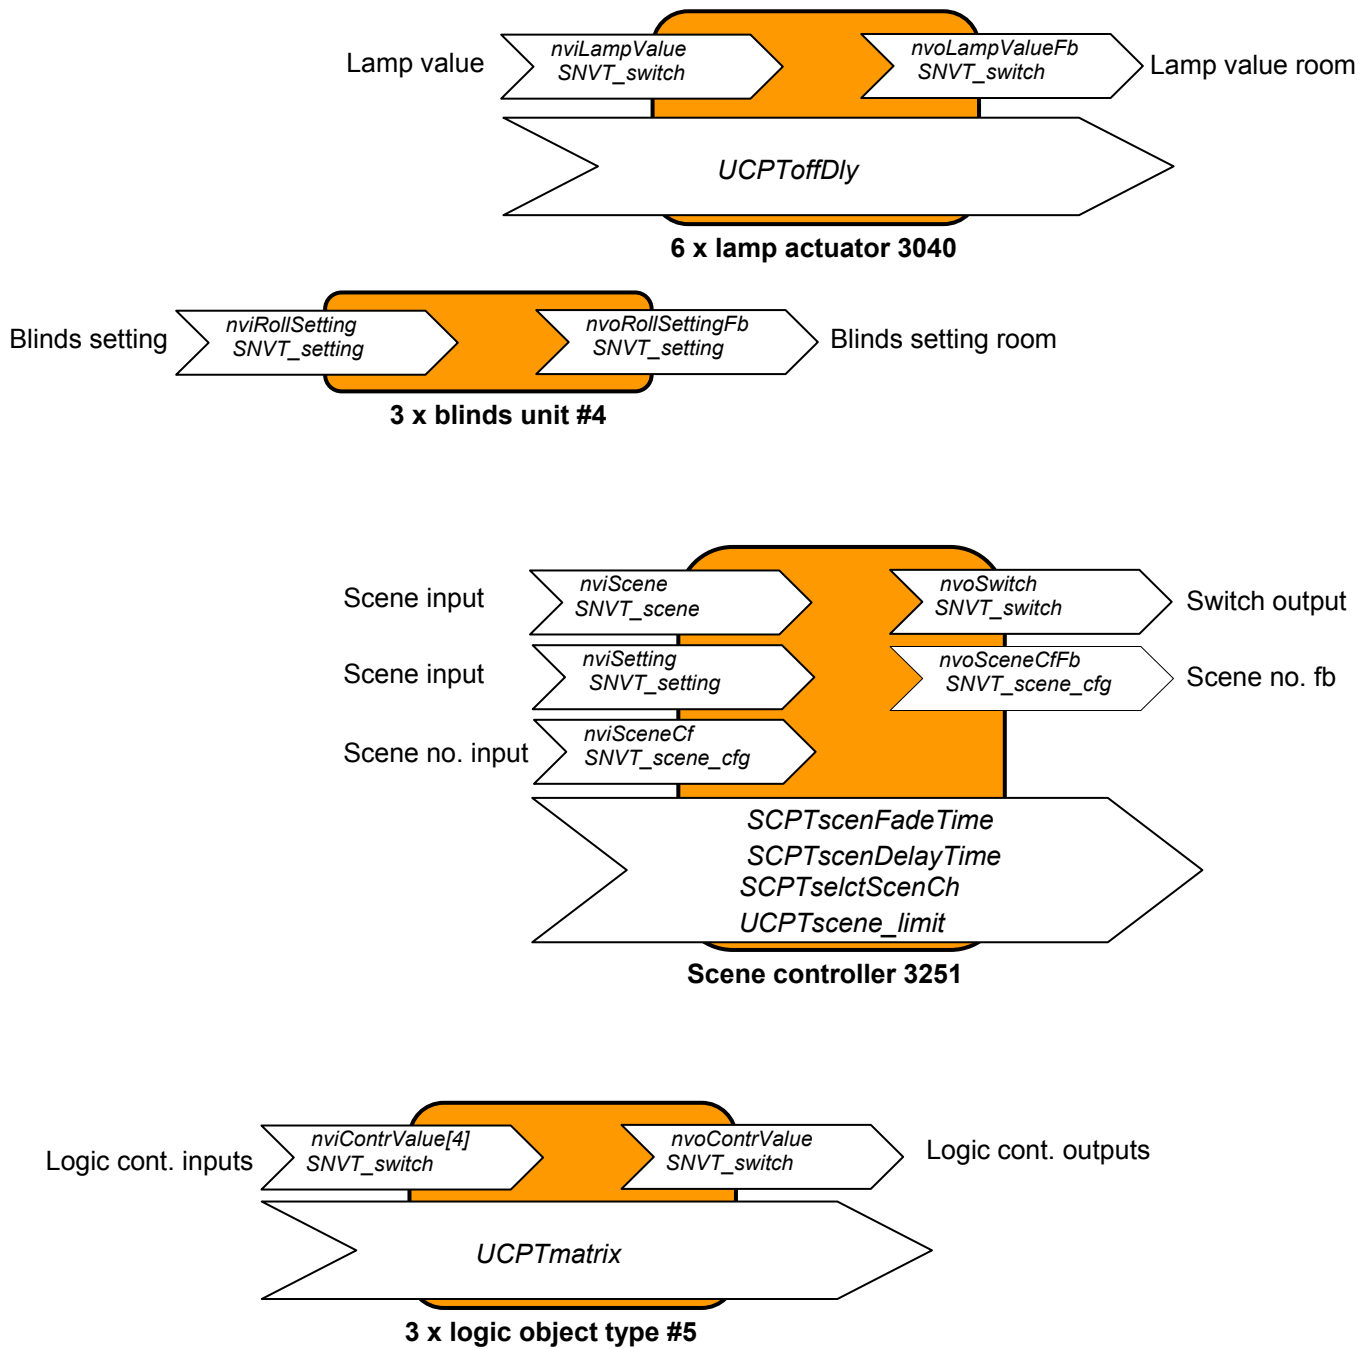 Lamp value
nviLampValue
SNVT_switch
nvoLampValueFb
SNVT_switch
Lamp value room
UCPToffDly
6 x lamp actuator 3040
Blinds setting
nviRollSetting
SNVT_setting
nvoRollSettingFb
SNVT_setting
Blinds setting room
3 x blinds unit #4
Scene input
nviScene
SNVT_scene
nvoSwitch
SNVT_switch
Switch output
Scene input
nviSetting
SNVT_setting
nvoSceneCfFb
SNVT_scene_cfg
Scene no. fb
Scene no. input
nviSceneCf
SNVT_scene_cfg
SCPTscenFadeTime
SCPTscenDelayTime
SCPTselctScenCh
UCPTscene_limit
Scene controller 3251
Logic cont. inputs
nviContrValue[4]
SNVT_switch
nvoContrValue
SNVT_switch
Logic cont. outputs
UCPTmatrix
3 x logic object type #5